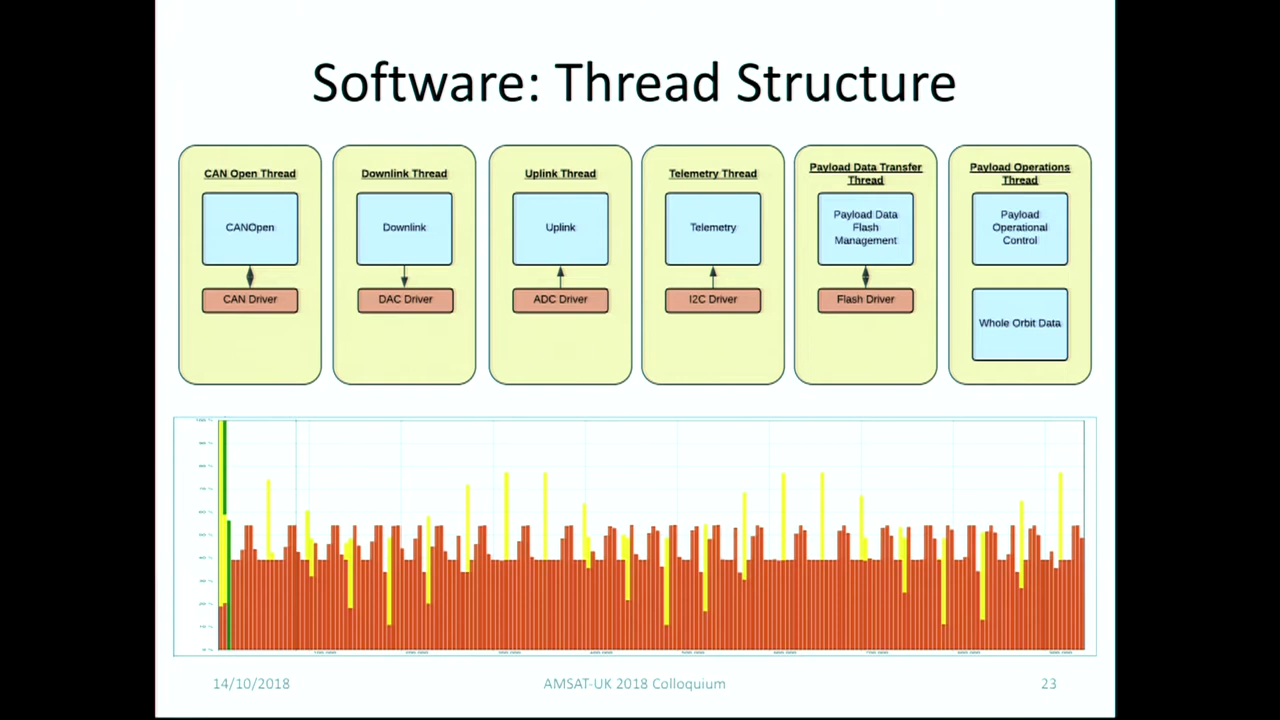 Software: Thread Structure
CAN Open Thread
CANOpen
CAN Driver
Downlink Thread
Downlink
DAC Driver
Uplink Thread
Uplink
ADC Driver
Telemetry Thread
Telemetry
I2C Driver
Payload Data Transfer
Thread
Payload Data
Flash
Management
Flash Driver
Payload Operations
Thread
Payload
Operational
Control
Whole Orbit Data
14/10/2018
AMSAT-UK 2018 Colloquium
23